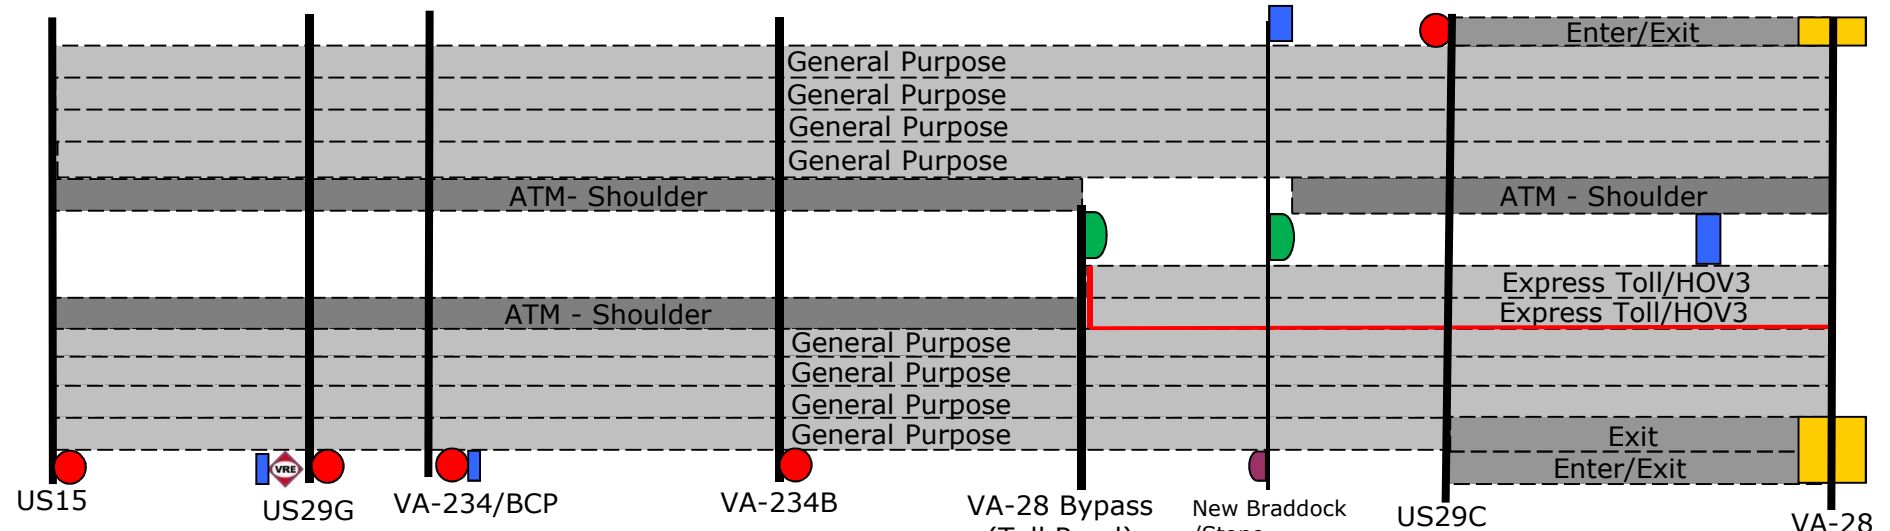 Enter/Exit
General Purpose
General Purpose
General Purpose
General Purpose
ATM- Shoulder
ATM - Shoulder
Express Toll/HOV3
Express Toll/HOV3
ATM - Shoulder
General Purpose
General Purpose
General Purpose
General Purpose
Exit
Enter/Exit
VRE
US15
US29G
VA-234/BCP
VA-234B
VA-28 Bypass
New Braddock
US29C
VA-28